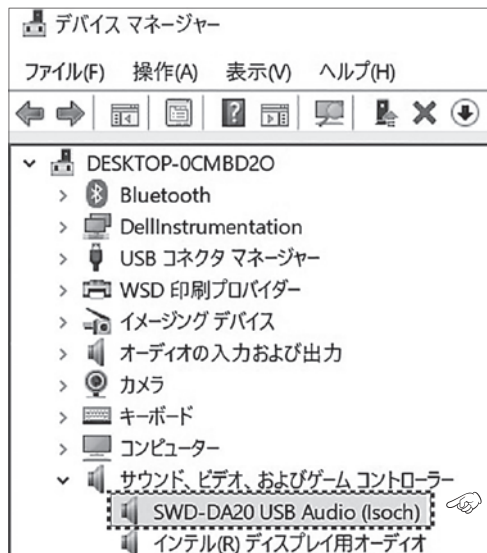 デバイス マネージャー
ファイル(F) 操作(A) 表示(V) ヘルプ(H)
DESKTOP-0CMBD2O
Bluetooth
DellInstrumentation
USB コネクタ マネージャー
WSD 印刷プロバイダー
イメージング デバイス
オーディオの入力および出力
カメラ
キーボード
コンピューター
サウンド、ビデオ、およびゲーム コントローラー
SWD-DA20 USB Audio (Isoch)
インテル(R) ディスプレイ用オーディオ